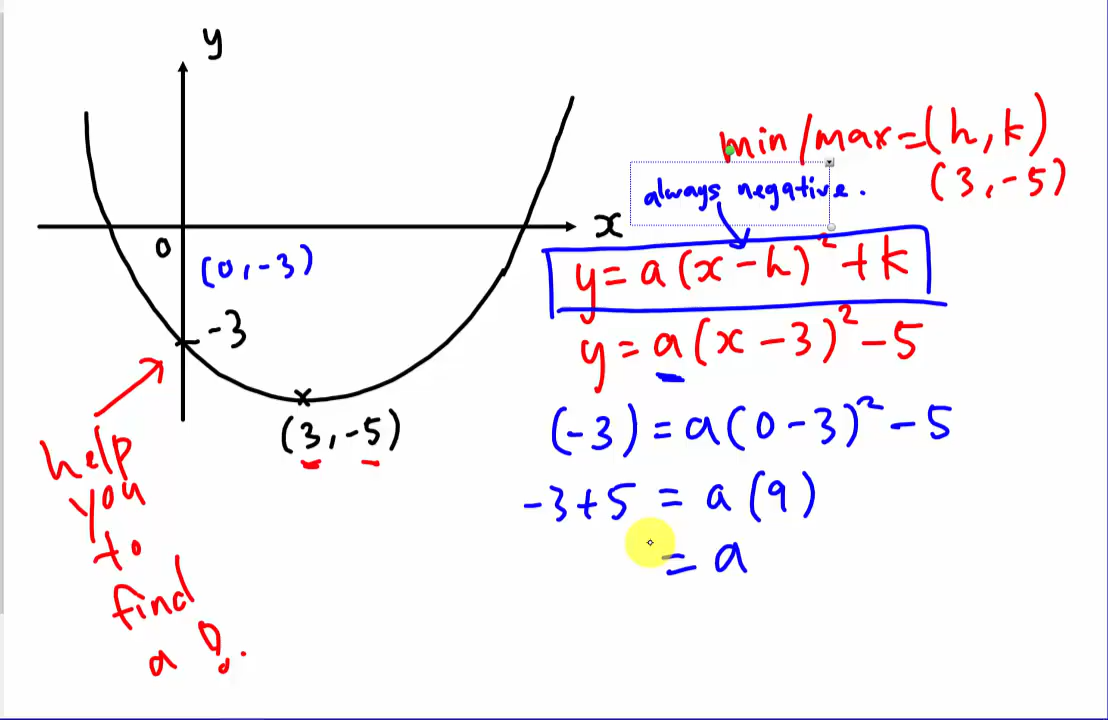 y
min/max=(h,k)
(3,-5)
always negative.
x
0
(0,-3)
y=a(x-h)²+k
-3
y=a(x-3)²-5
(3,-5)
(-3)=a(0-3)²-5
help
you
to
find
a ?.
-3+5 = a(9)
= a